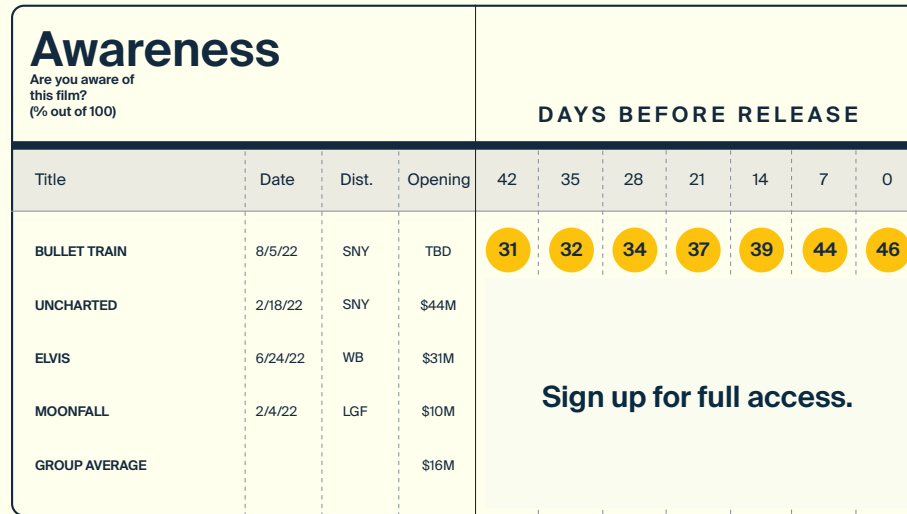 Awareness
Are you aware of
this film?
(% out of 100)
DAYS BEFORE RELEASE
Title Date Dist. Opening 42 35 28 21 14 7 0
BULLET TRAIN 8/5/22 SNY TBD 31 32 34 37 39 44 46
UNCHARTED 2/18/22 SNY $44M
ELVIS 6/24/22 WB $31M
Sign up for full access.
MOONFALL 2/4/22 LGF $10M
GROUP AVERAGE $16M